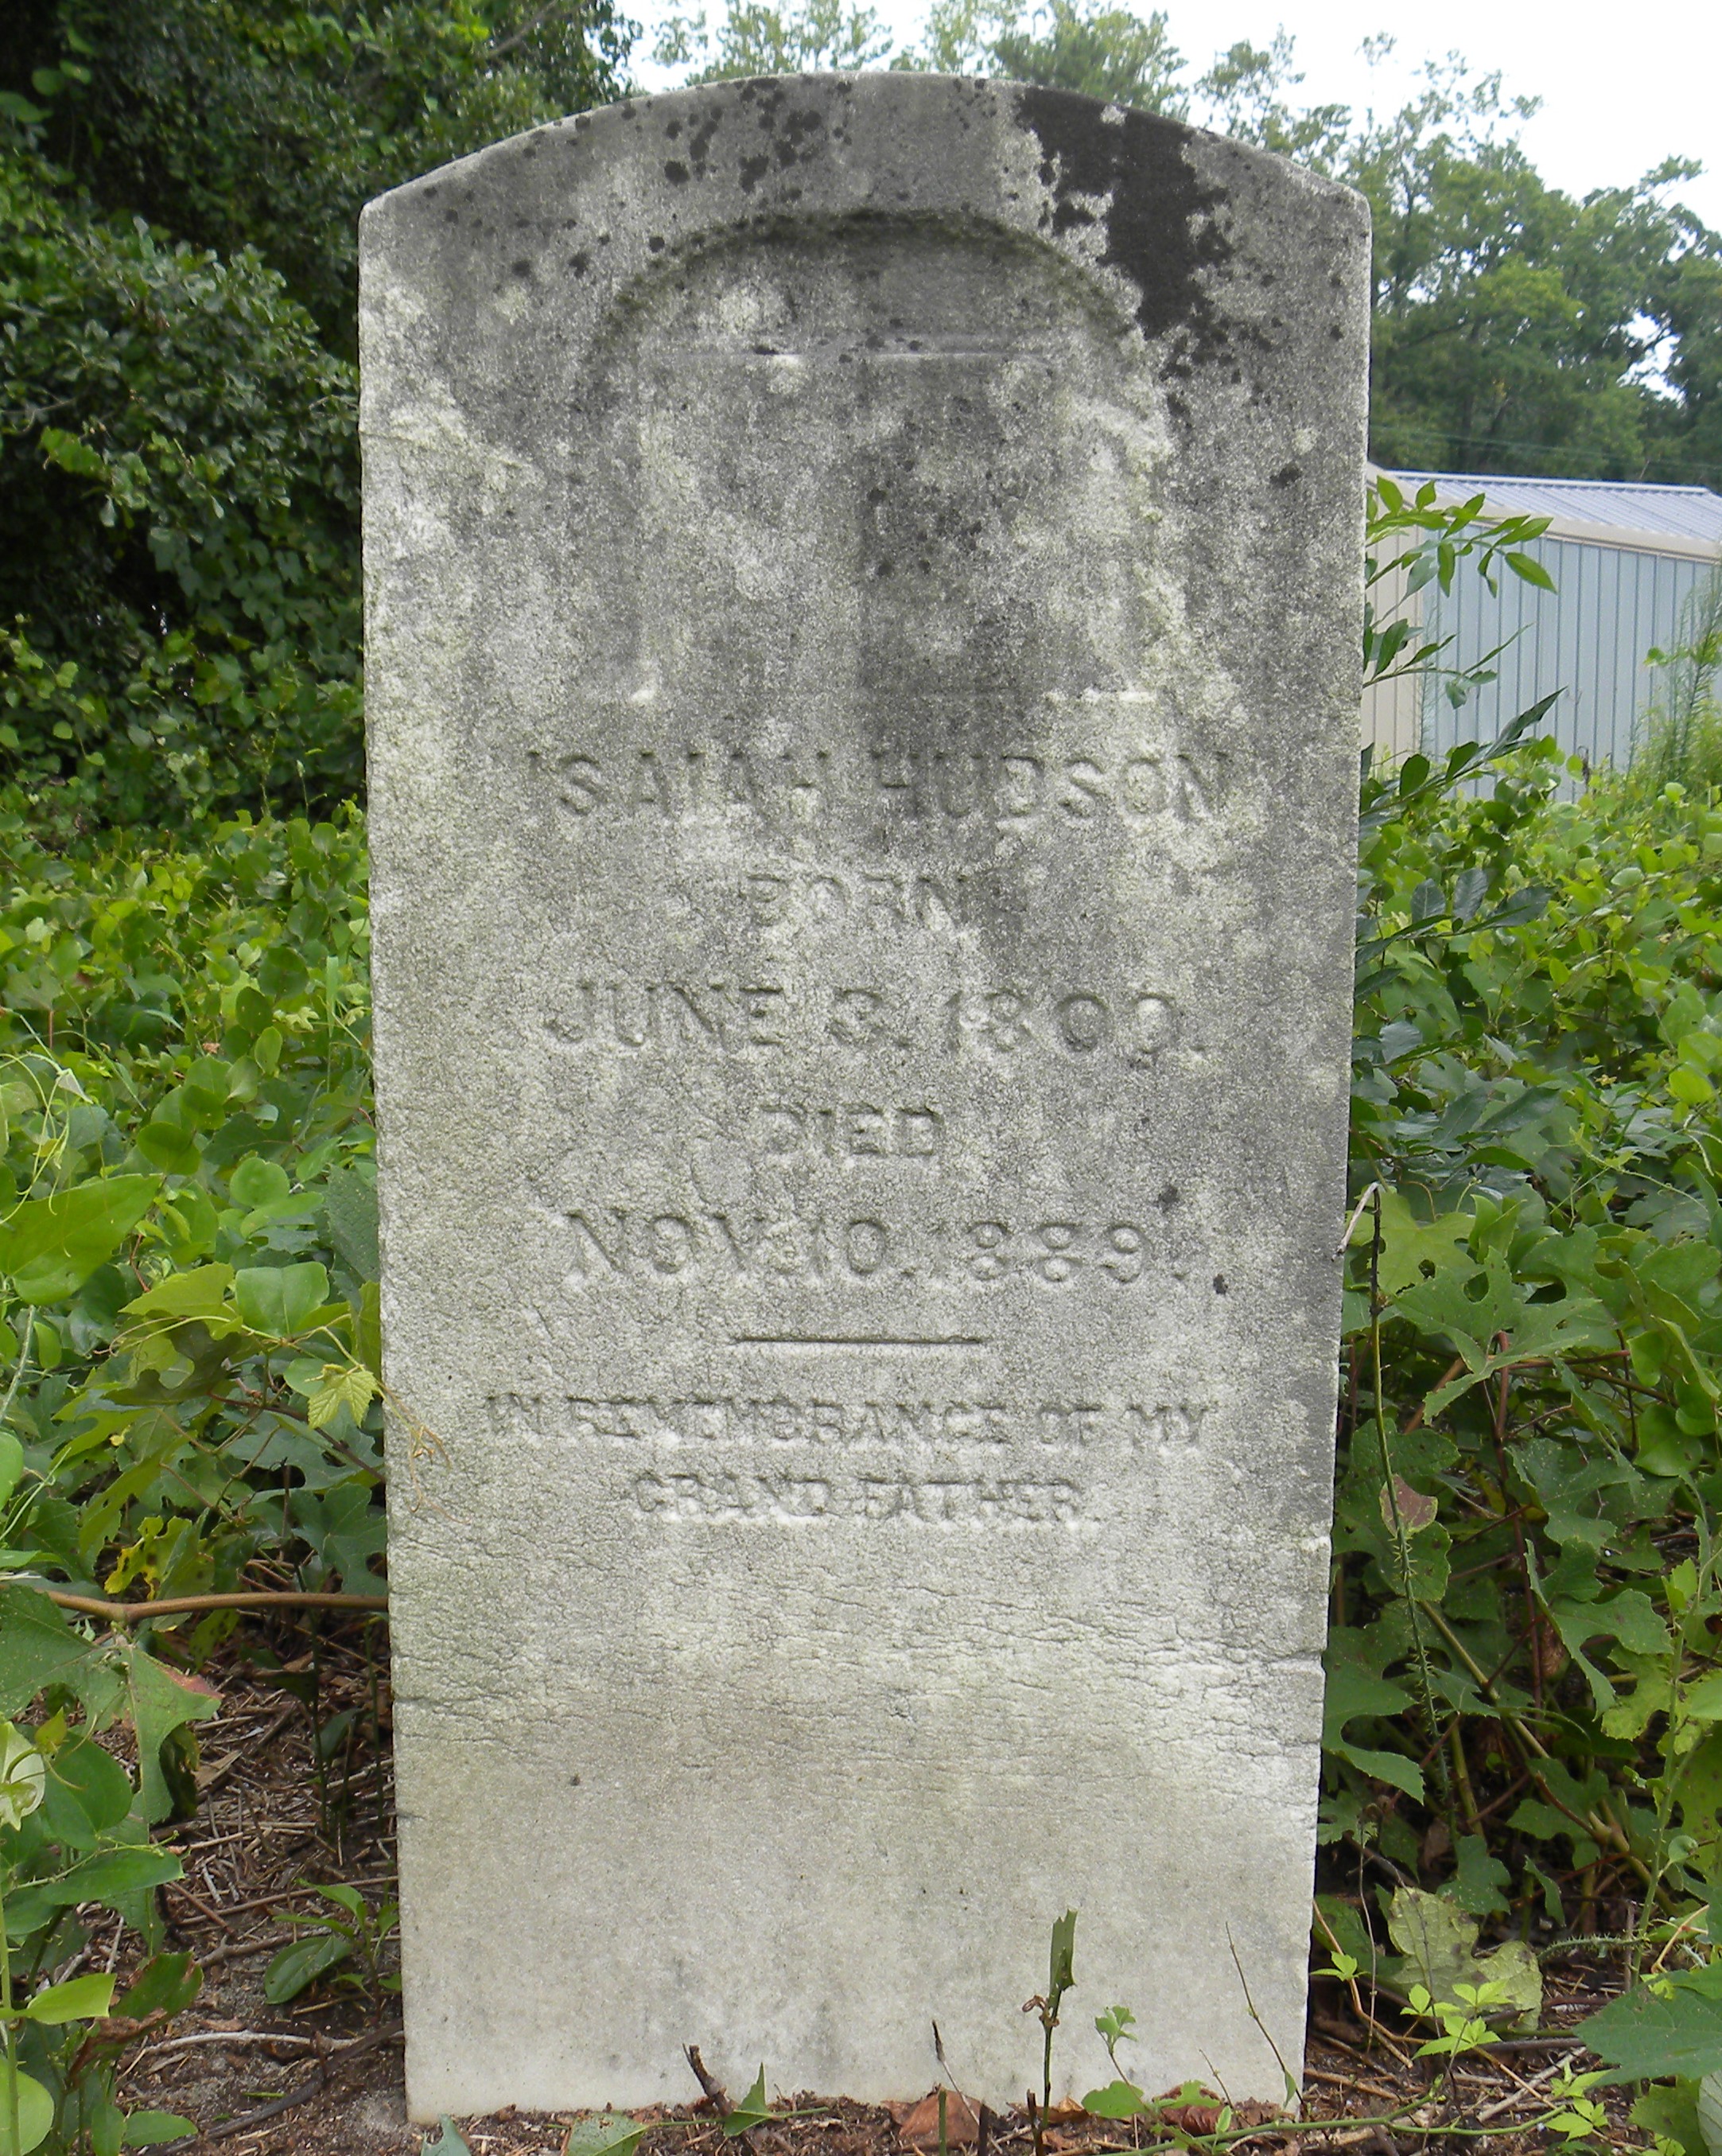 ISAIAH HUDSON
BORN
JUNE 3. 1800.
DIED
NOV. 10. 1889.
IN REMEMBRANCE OF MY
GRAND-FATHER.